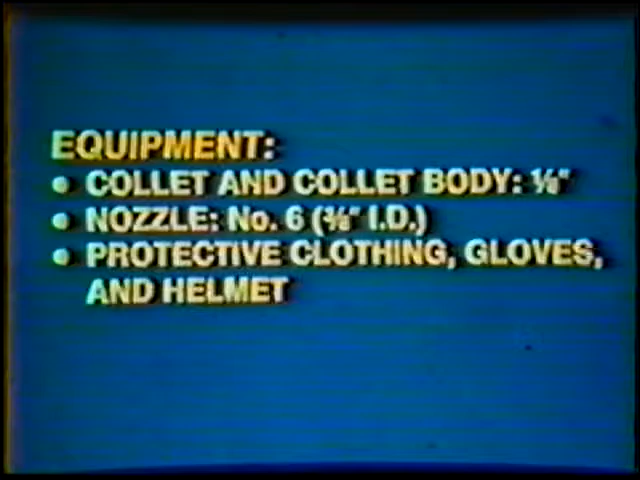 EQUIPMENT:
• COLLET AND COLLET BODY: ⅛"
• NOZZLE: No. 6 (⅜" I.D.)
• PROTECTIVE CLOTHING, GLOVES,
AND HELMET